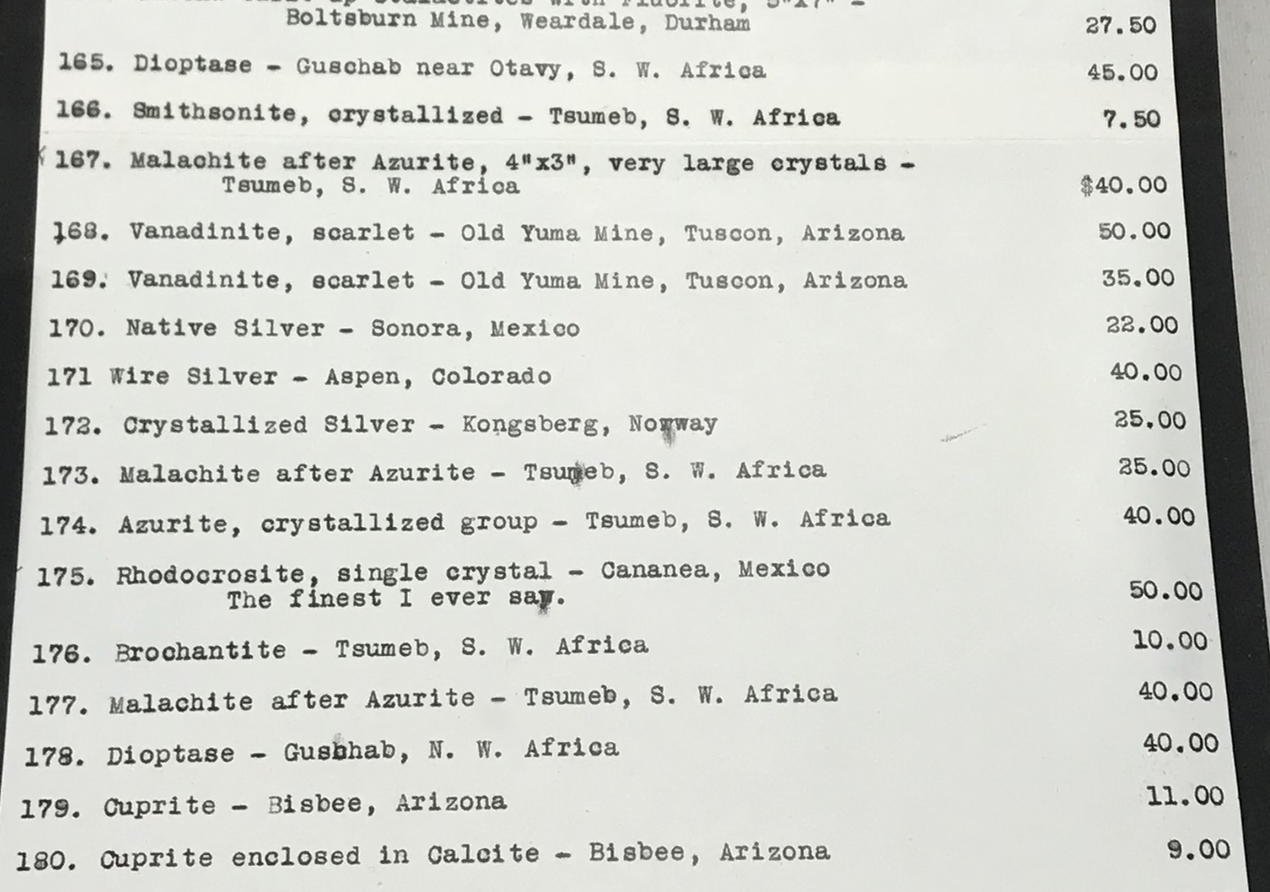 Fluorite, 5"x7" -
Boltsburn Mine, Weardale, Durham 27.50
165. Dioptase - Guschab near Otavy, S. W. Africa 45.00
166. Smithsonite, crystallized - Tsumeb, S. W. Africa 7.50
167. Malachite after Azurite, 4"x3", very large crystals -
Tsumeb, S. W. Africa $40.00
168. Vanadinite, scarlet - Old Yuma Mine, Tuscon, Arizona 50.00
169. Vanadinite, scarlet - Old Yuma Mine, Tuscon, Arizona 35.00
170. Native Silver - Sonora, Mexico 22.00
171 Wire Silver - Aspen, Colorado 40.00
172. Crystallized Silver - Kongsberg, Norway 25.00
173. Malachite after Azurite - Tsumeb, S. W. Africa 25.00
174. Azurite, crystallized group - Tsumeb, S. W. Africa 40.00
175. Rhodocrosite, single crystal - Cananea, Mexico
The finest I ever saw. 50.00
176. Brochantite - Tsumeb, S. W. Africa 10.00
177. Malachite after Azurite - Tsumeb, S. W. Africa 40.00
178. Dioptase - Guschab, N. W. Africa 40.00
179. Cuprite - Bisbee, Arizona 11.00
180. Cuprite enclosed in Calcite - Bisbee, Arizona 9.00